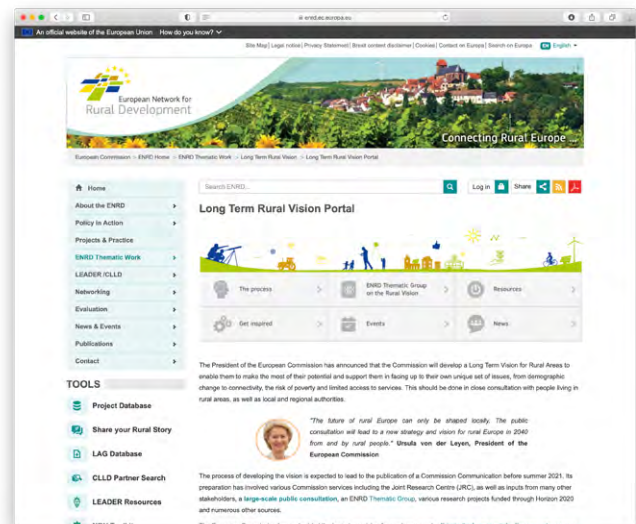 ec.europa.eu
An official website of the European Union How do you know?
Site Map | Legal notice | Privacy Statement | Brexit content disclaimer | Cookies | Contact on Europa | Search on Europa EN English
European Network for
Rural Development
Connecting Rural Europe ...
European Commission > ENRD Home > ENRD Thematic Work > Long Term Rural Vision > Long Term Rural Vision Portal
Home
About the ENRD
Policy in Action
Projects & Practice
ENRD Thematic Work
LEADER /CLLD
Networking
Evaluation
News & Events
Publications
Contact
TOOLS
Project Database
Share your Rural Story
LAG Database
CLLD Partner Search
LEADER Resources
Search ENRD...
Log in Share
Long Term Rural Vision Portal
The process
ENRD Thematic Group
on the Rural Vision
Resources
Get inspired
Events
News
The President of the European Commission has announced that the Commission will develop a Long Term Vision for Rural Areas to
enable them to make the most of their potential and support them in facing up to their own unique set of issues, from demographic
change to connectivity, the risk of poverty and limited access to services. This should be done in close consultation with people living in
rural areas, as well as local and regional authorities.
"The future of rural Europe can only be shaped locally. The public
consultation will lead to a new strategy and vision for rural Europe in 2040
from and by rural people." Ursula von der Leyen, President of the
European Commission
The process of developing the vision is expected to lead to the publication of a Commission Communication before summer 2021. Its
preparation has involved various Commission services including the Joint Research Centre (JRC), as well as inputs from many other
stakeholders, a large-scale public consultation, an ENRD Thematic Group, various research projects funded through Horizon 2020
and numerous other sources.